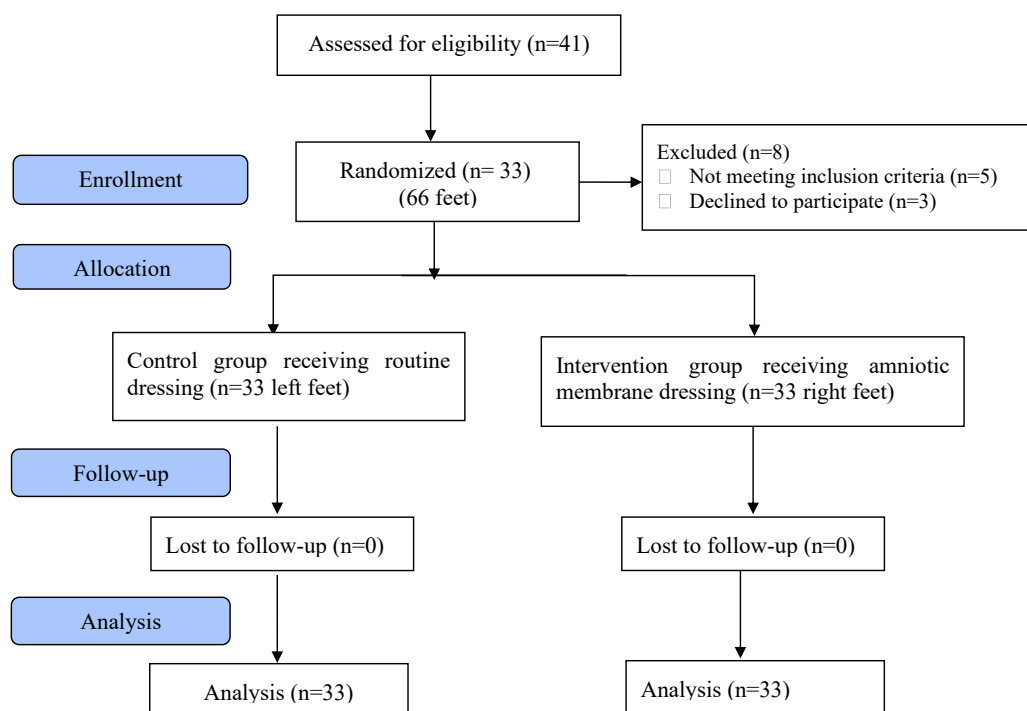 Assessed for eligibility (n=41)
Enrollment
Randomized (n= 33)
(66 feet)
Excluded (n=8)
Not meeting inclusion criteria (n=5)
Declined to participate (n=3)
Allocation
Control group receiving routine
dressing (n=33 left feet)
Intervention group receiving amniotic
membrane dressing (n=33 right feet)
Follow-up
Lost to follow-up (n=0)
Lost to follow-up (n=0)
Analysis
Analysis (n=33)
Analysis (n=33)